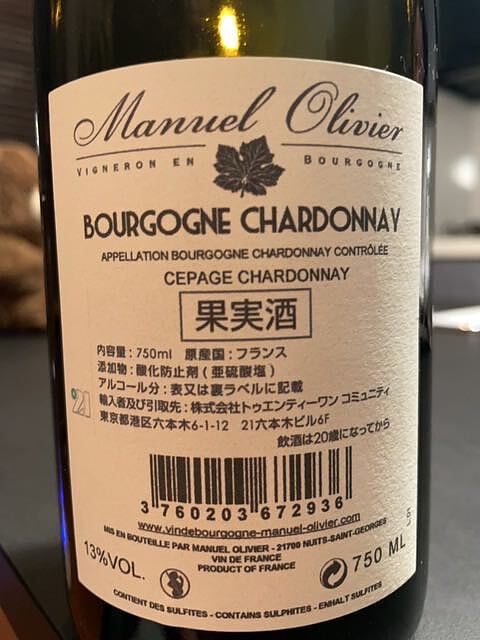 Manuel Olivier
VIGNERON EN BOURGOGNE
BOURGOGNE CHARDONNAY
APPELLATION BOURGOGNE CHARDONNAY CONTRÔLÉE
CEPAGE CHARDONNAY
果実酒
内容量:750ml 原産国:フランス
添加物:酸化防止剤(亜硫酸塩)
アルコール分:表又は裏ラベルに記載
輸入者及び引取先:株式会社トゥエンティーワン コミュニティ
東京都港区六本木6-1-12 21六本木ビル6F
飲酒は20歳になってから
21
3 760203 672936
www.vindebourgogne-manuel-olivier.com
MIS EN BOUTEILLE PAR MANUEL OLIVIER - 21700 NUITS-SAINT-GEORGES
VIN DE FRANCE
PRODUCT OF FRANCE
13%VOL.
750 ML
CONTIENT DES SULFITES - CONTAINS SULPHITES - ENHALT SULFITES